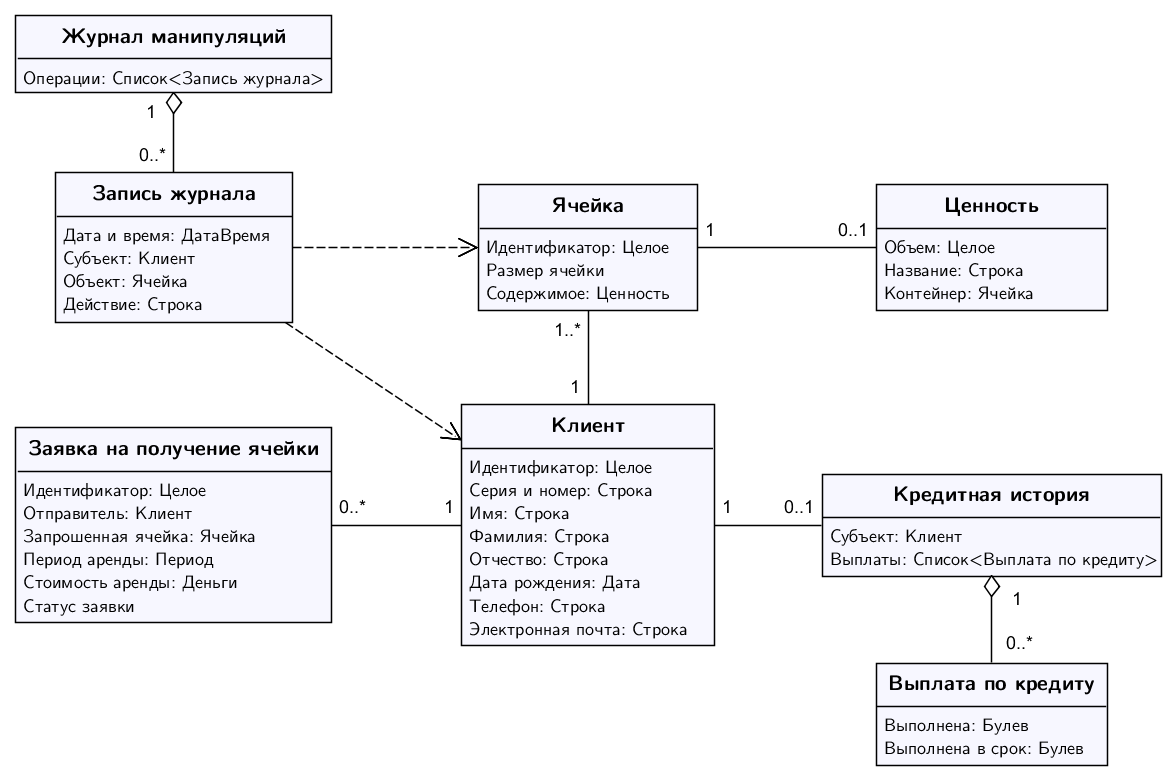 Журнал манипуляций
Операции: Список<Запись журнала>
1
0..*
Запись журнала
Дата и время: ДатаВремя
Субъект: Клиент
Объект: Ячейка
Действие: Строка
Ячейка
Идентификатор: Целое
Размер ячейки
Содержимое: Ценность
1
0..1
Ценность
Объем: Целое
Название: Строка
Контейнер: Ячейка
1..*
1
Заявка на получение ячейки
Идентификатор: Целое
Отправитель: Клиент
Запрошенная ячейка: Ячейка
Период аренды: Период
Стоимость аренды: Деньги
Статус заявки
0..*
1
Клиент
Идентификатор: Целое
Серия и номер: Строка
Имя: Строка
Фамилия: Строка
Отчество: Строка
Дата рождения: Дата
Телефон: Строка
Электронная почта: Строка
1
0..1
Кредитная история
Субъект: Клиент
Выплаты: Список<Выплата по кредиту>
1
0..*
Выплата по кредиту
Выполнена: Булев
Выполнена в срок: Булев